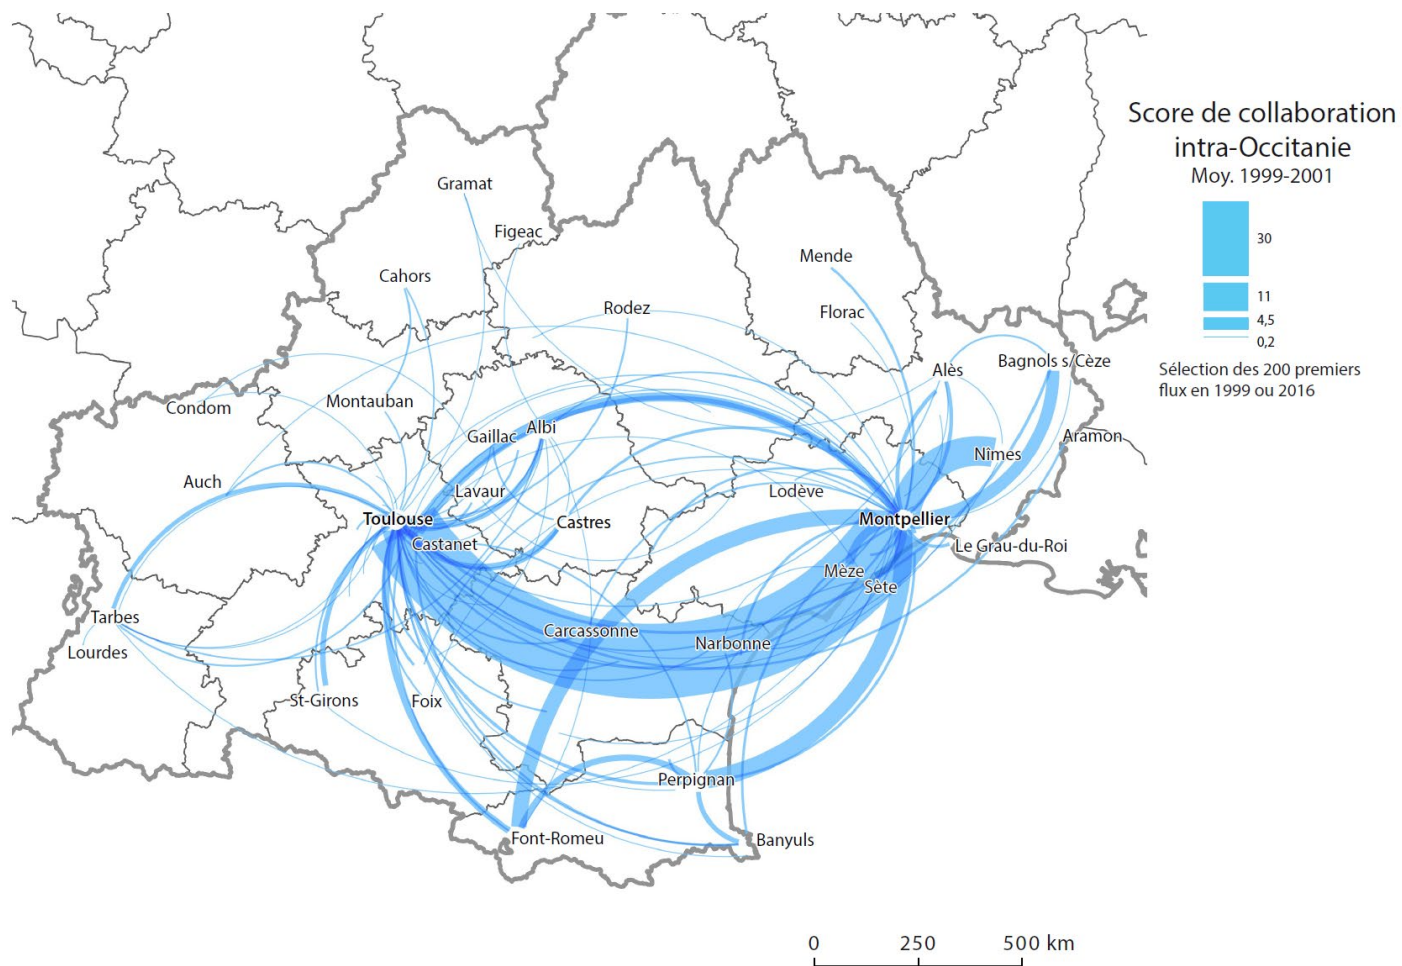 Score de collaboration
intra-Occitanie
Moy. 1999-2001
30
11
4,5
0,2
Sélection des 200 premiers
flux en 1999 ou 2016
Gramat
Figeac
Cahors
Mende
Rodez
Florac
Bagnols s/Cèze
Alès
Montauban
Condom
Albi
Gaillac
Aramon
Nîmes
Auch
Lavaur
Lodève
Toulouse
Castres
Montpellier
Castanet
Le Grau-du-Roi
Mèze
Sète
Tarbes
Carcassonne
Narbonne
Lourdes
St-Girons
Foix
Perpignan
Font-Romeu
Banyuls
0 250 500 km